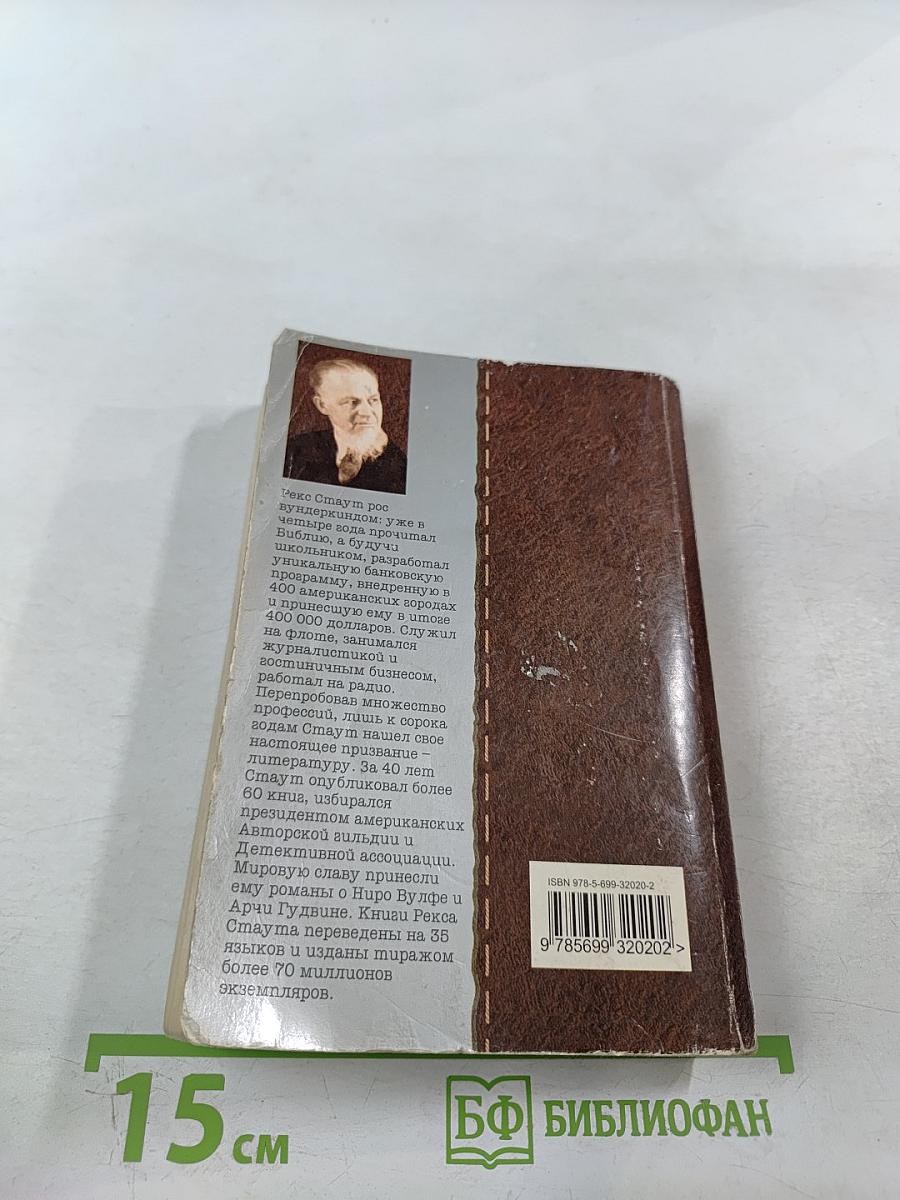 Рекс Стаут рос
вундеркиндом: уже в
четыре года прочитал
Библию, а будучи
школьником, разработал
уникальную банковскую
программу, внедренную в
400 американских городах
и принесшую ему в итоге
400 000 долларов. Служил
на флоте, занимался
журналистикой и
гостиничным бизнесом,
работал на радио.
Перепробовав множество
профессий, лишь к сорока
годам Стаут нашел свое
настоящее призвание –
литературу. За 40 лет
Стаут опубликовал более
60 книг, избирался
президентом американских
Авторской гильдии и
Детективной ассоциации.
Мировую славу принесли
ему романы о Ниро Вулфе и
Арчи Гудвине. Книги Рекса
Стаута переведены на 35
языков и изданы тиражом
более 70 миллионов
экземпляров.
ISBN 978-5-699-32020-2
9 785699 320202 >
15 см
БФ БИБЛИОФАН